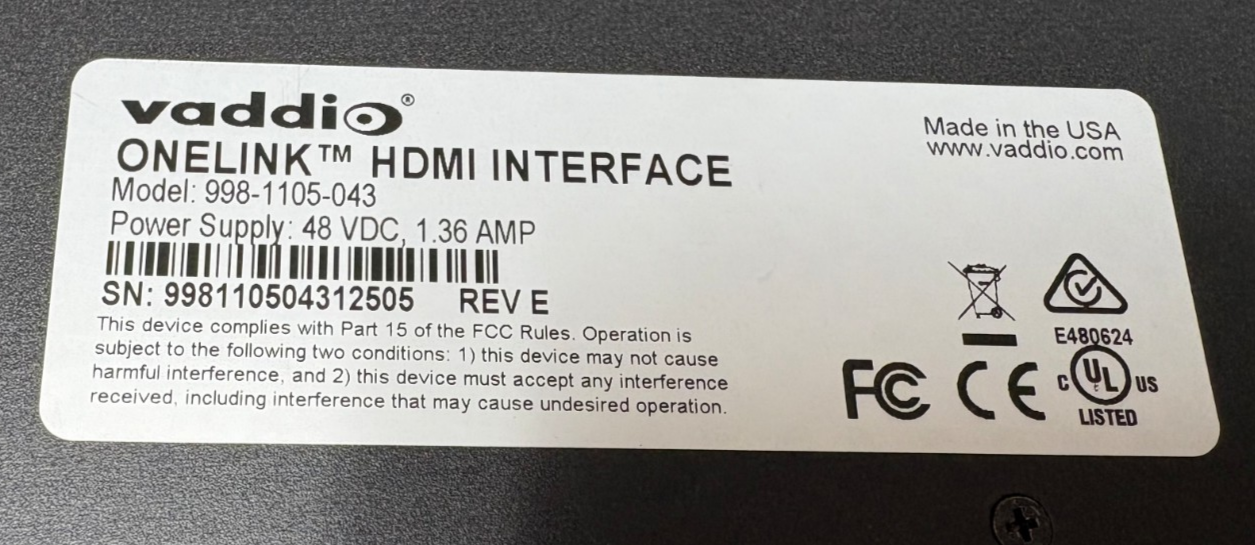 vaddio®
ONELINK™ HDMI INTERFACE
Model: 998-1105-043
Power Supply: 48 VDC, 1.36 AMP
SN: 998110504312505 REV E
This device complies with Part 15 of the FCC Rules. Operation is
subject to the following two conditions: 1) this device may not cause
harmful interference, and 2) this device must accept any interference
received, including interference that may cause undesired operation.
Made in the USA
www.vaddio.com
E480624
FC CE C UL US
LISTED